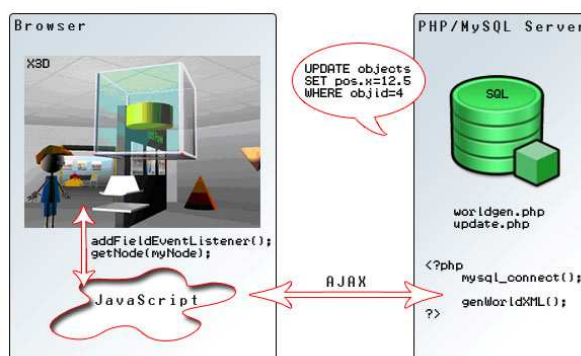 Browser
X3D
addFieldEventListener();
getNode(myNode);
JavaScript
UPDATE objects
SET pos.x=12.5
WHERE objid=4
AJAX
PHP/MySQL Server
SQL
worldgen.php
update.php
<?php
mysql_connect();
genWorldXML();
?>